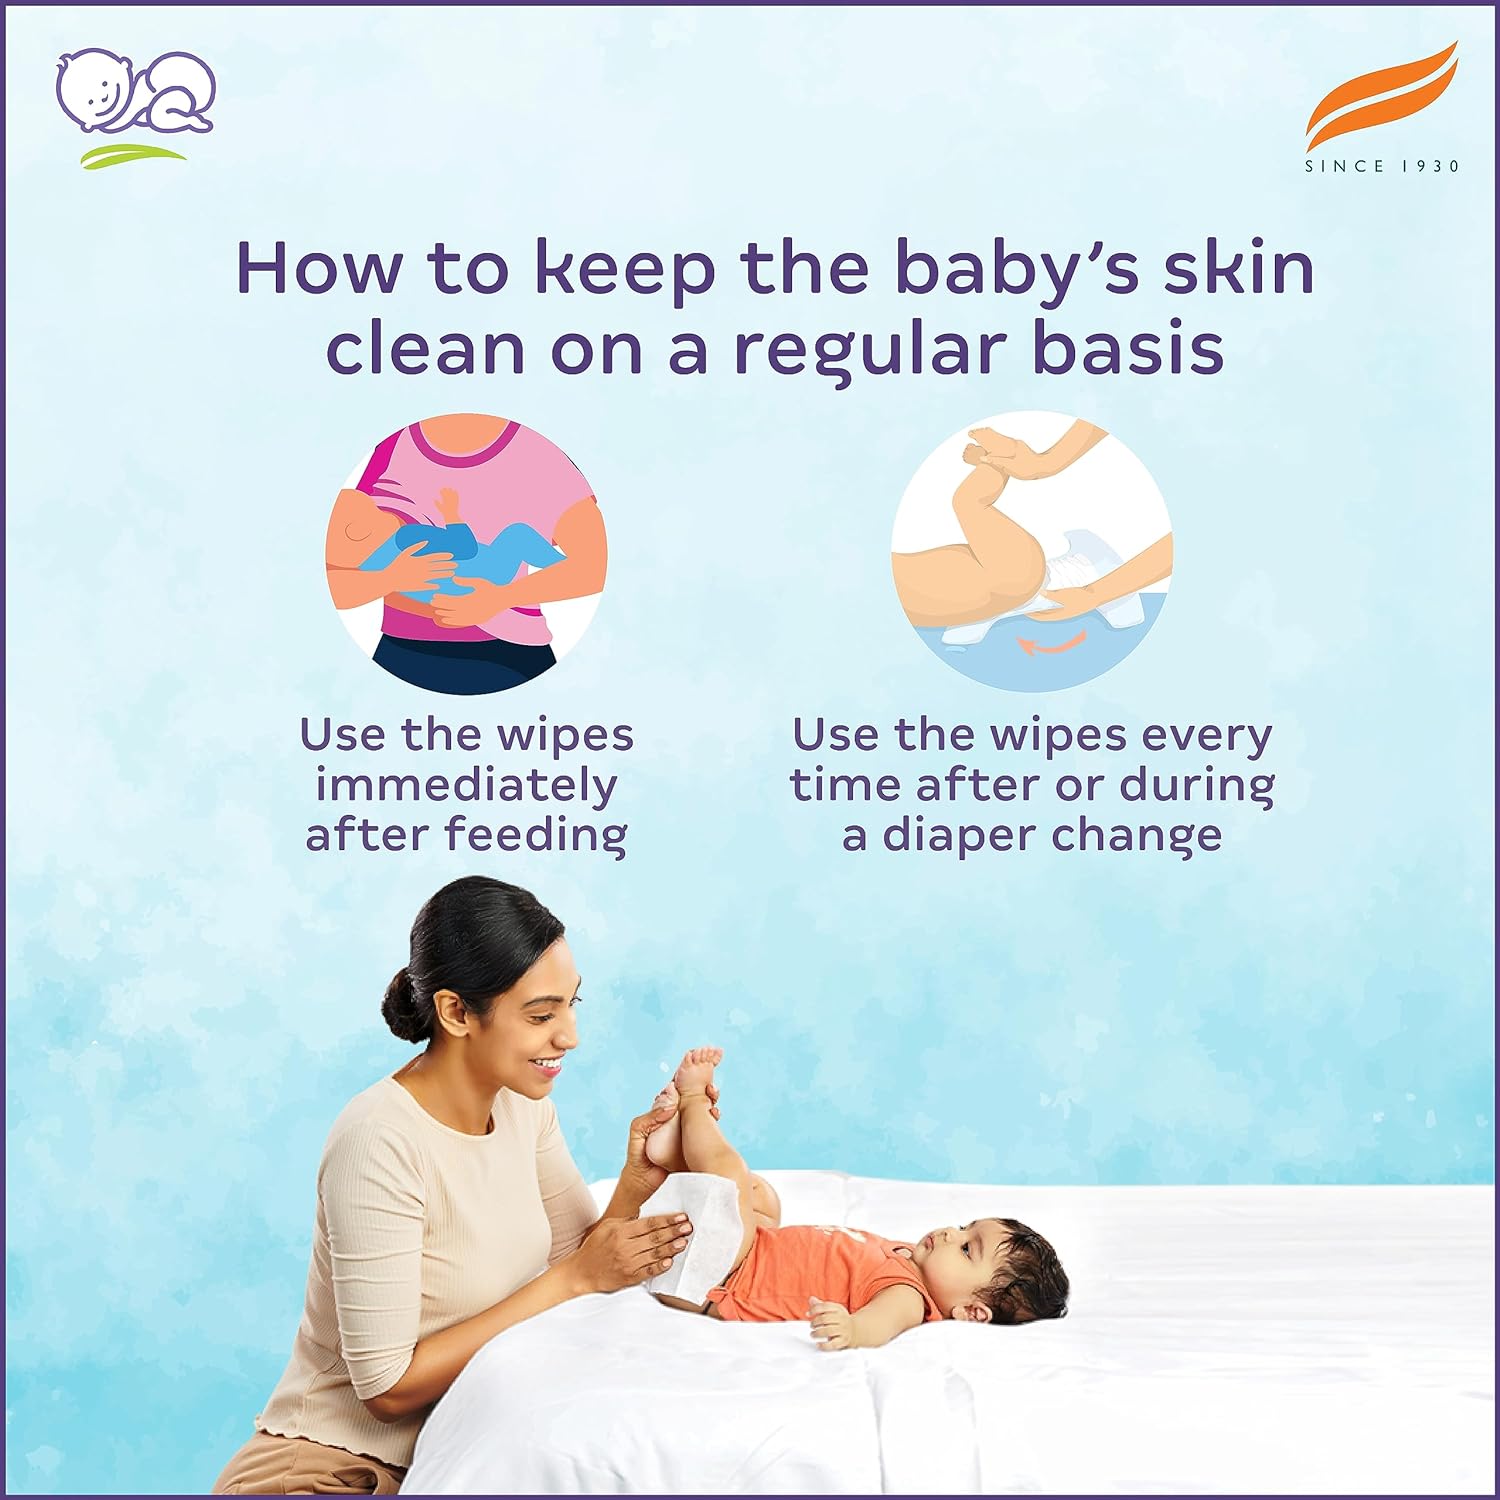 SINCE 1930
How to keep the baby’s skin
clean on a regular basis
Use the wipes
immediately
after feeding
Use the wipes every
time after or during
a diaper change